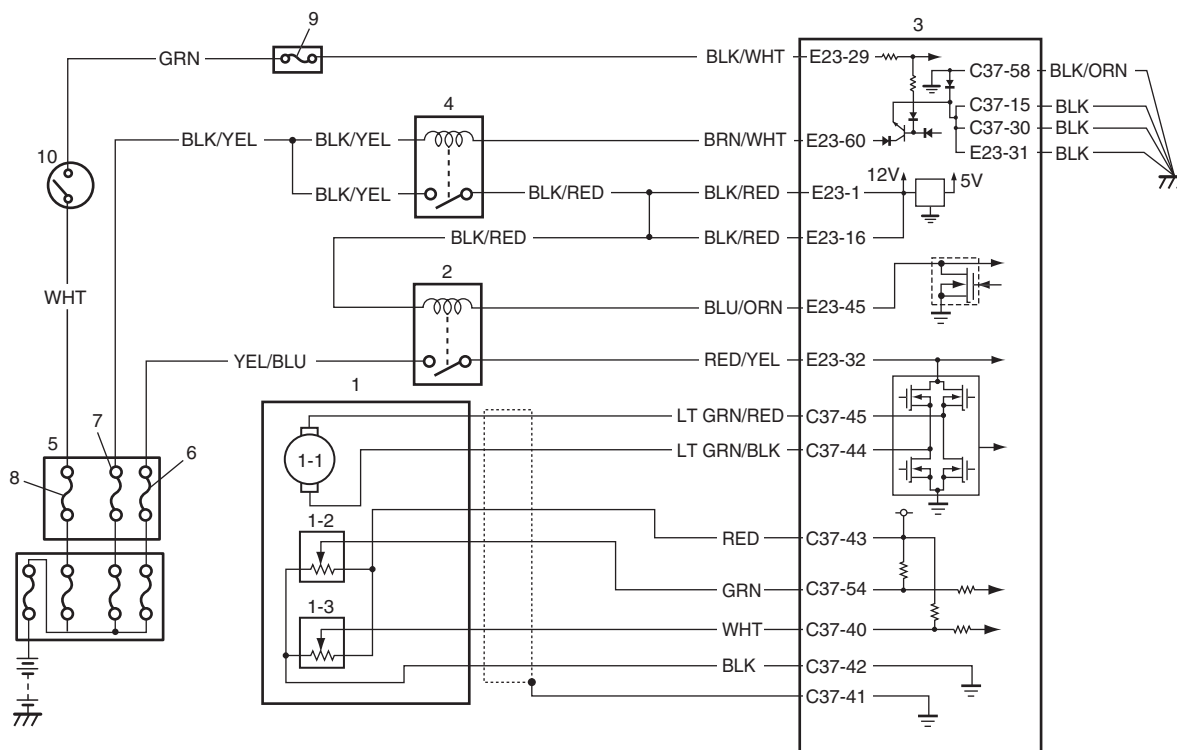 3
9
GRN
BLK/WHT
E23-29
C37-58
BLK/ORN
4
C37-15
BLK
BLK/YEL
BLK/YEL
BRN/WHT
E23-60
C37-30
BLK
10
E23-31
BLK
12V
5V
BLK/YEL
BLK/RED
BLK/RED
E23-1
BLK/RED
BLK/RED
E23-16
2
WHT
BLU/ORN
E23-45
YEL/BLU
RED/YEL
E23-32
1
LT GRN/RED
C37-45
5
7
6
8
1-1
LT GRN/BLK
C37-44
1-2
RED
C37-43
GRN
C37-54
1-3
WHT
C37-40
BLK
C37-42
C37-41